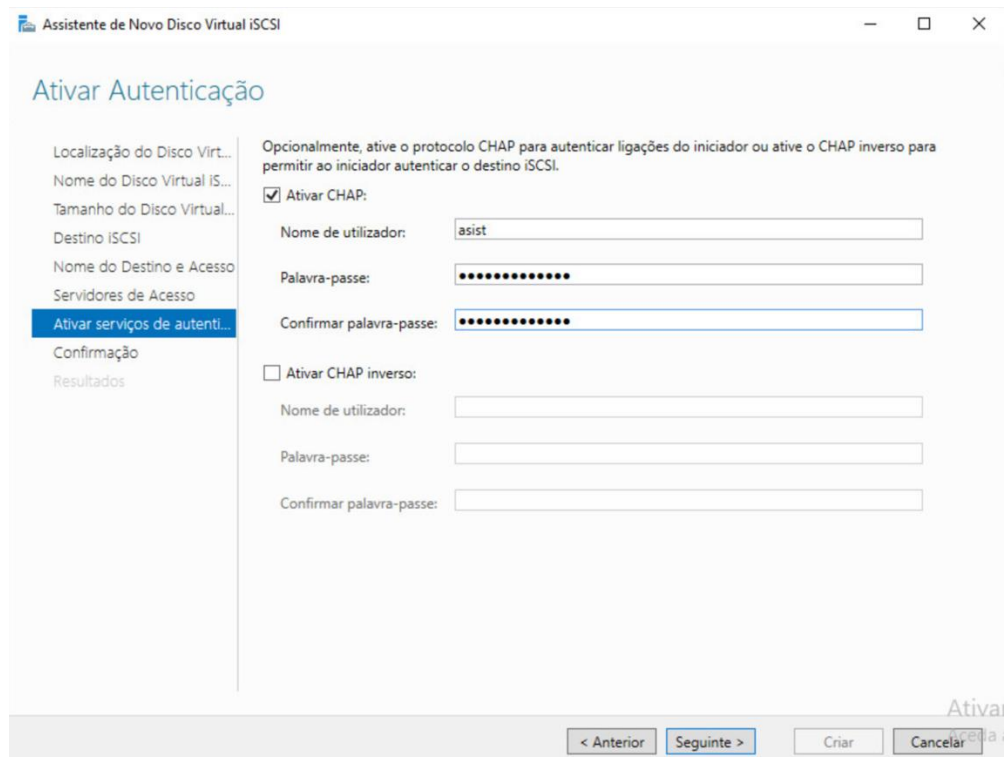 Assistente de Novo Disco Virtual iSCSI
Ativar Autenticação
Localização do Disco Virt...
Nome do Disco Virtual iS...
Tamanho do Disco Virtual...
Destino iSCSI
Nome do Destino e Acesso
Servidores de Acesso
Ativar serviços de autenti...
Confirmação
Resultados
Opcionalmente, ative o protocolo CHAP para autenticar ligações do iniciador ou ative o CHAP inverso para
permitir ao iniciador autenticar o destino iSCSI.
Ativar CHAP:
Nome de utilizador: asist
Palavra-passe: •••••••••••••
Confirmar palavra-passe: •••••••••••••
Ativar CHAP inverso:
Nome de utilizador:
Palavra-passe:
Confirmar palavra-passe:
Ativar
Aceda a
< Anterior Seguinte > Criar Cancelar